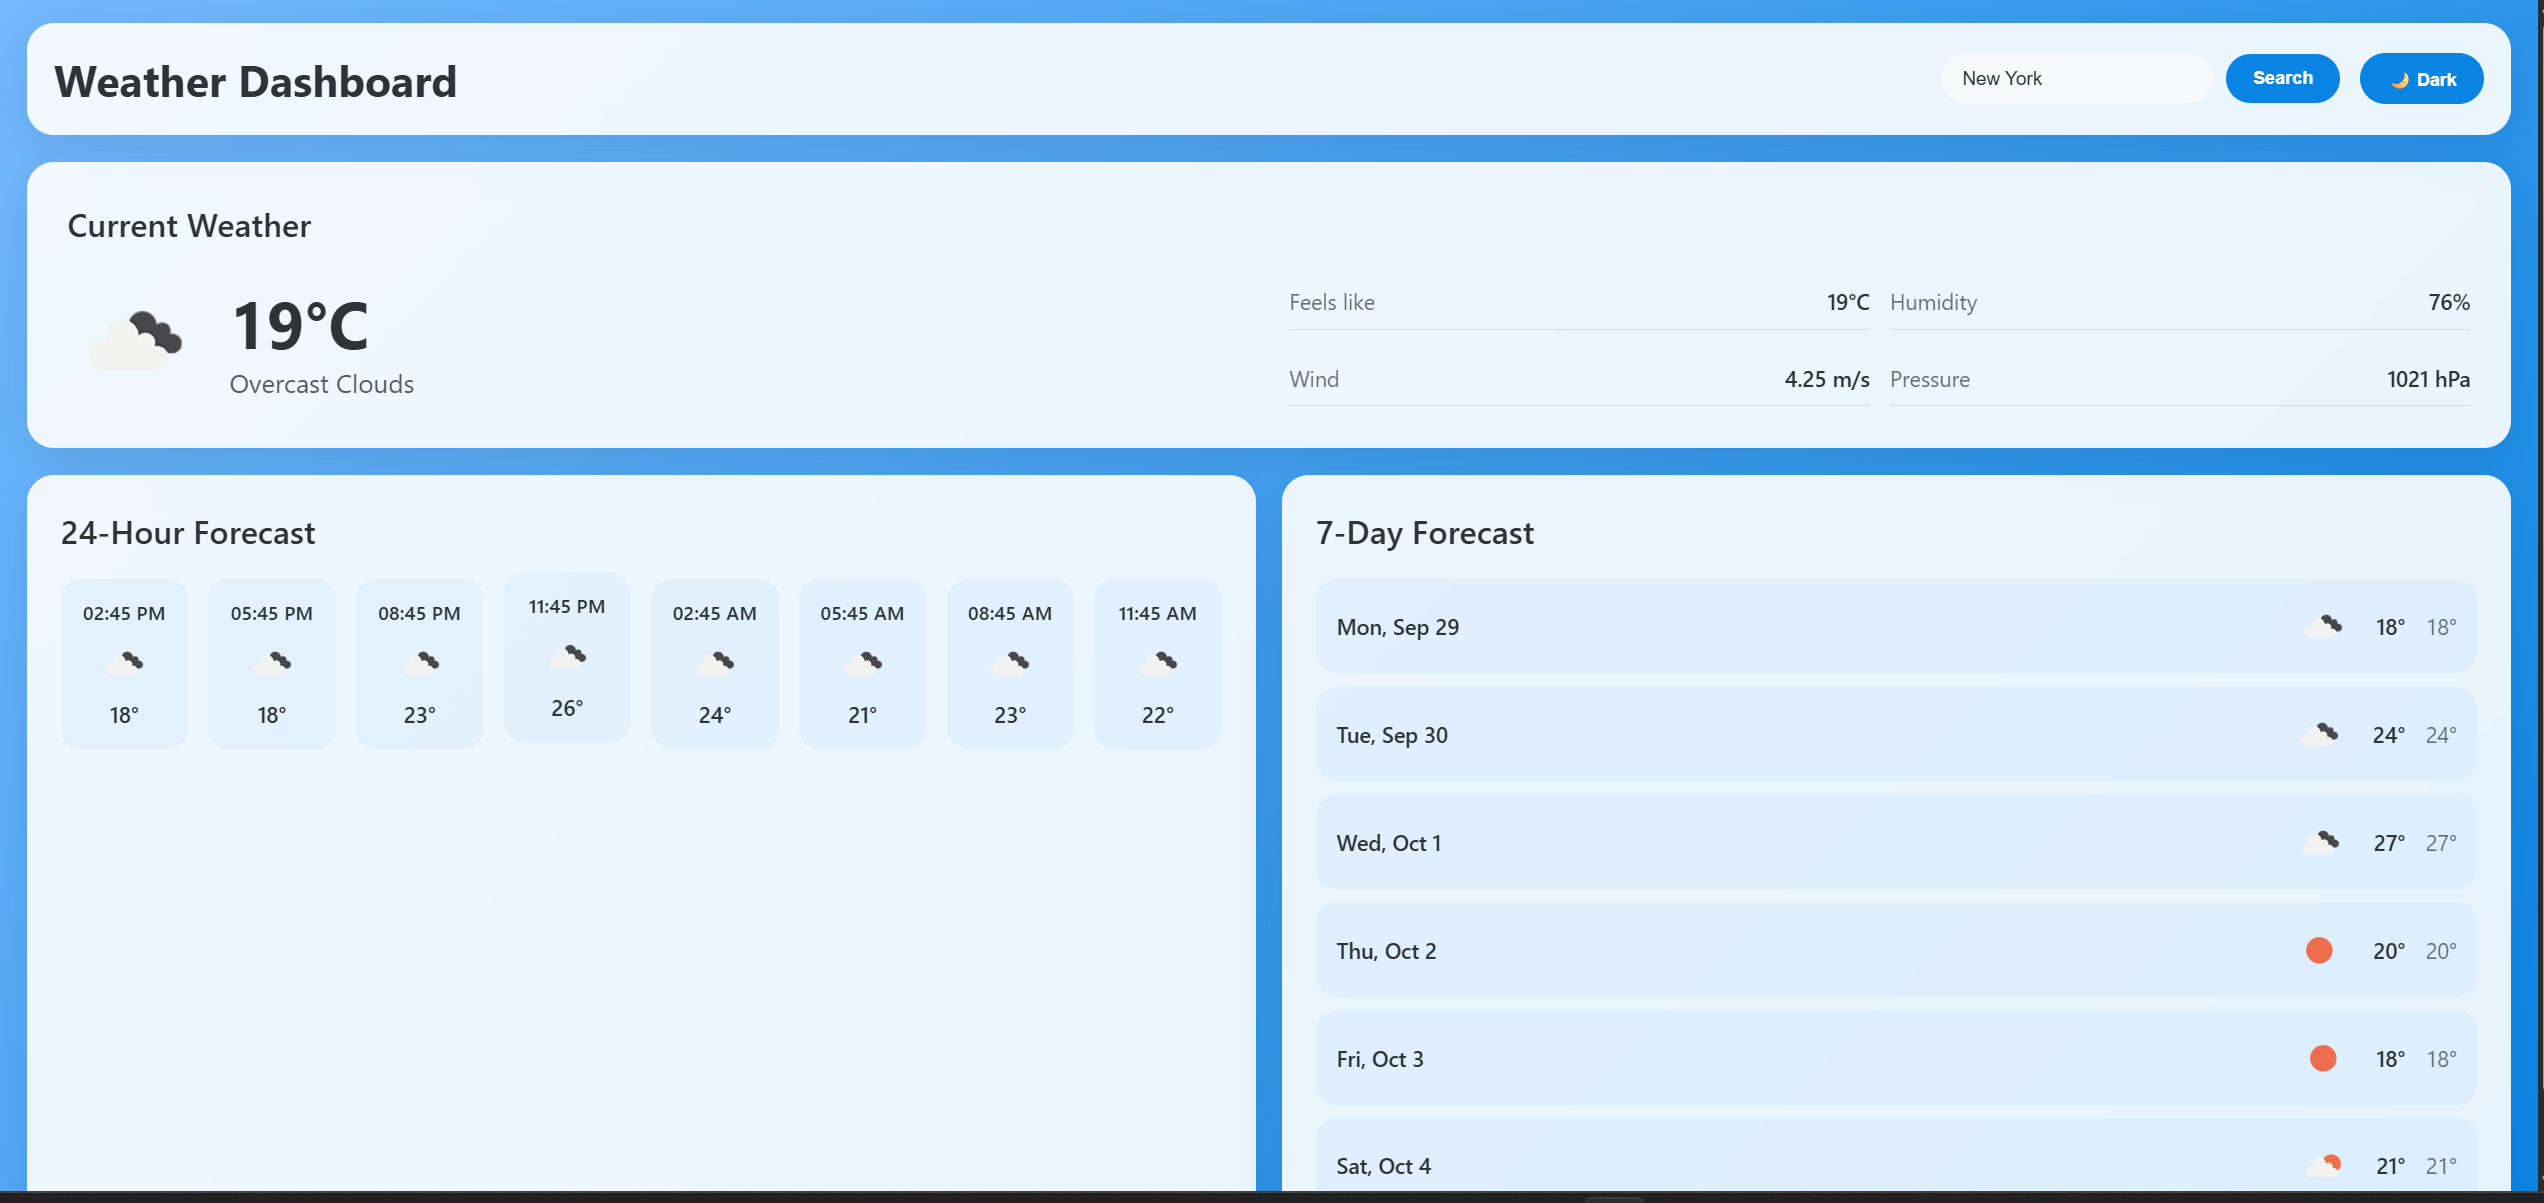 Weather Dashboard
New York
Search
Dark
Current Weather
19°C
Overcast Clouds
Feels like 19°C
Humidity 76%
Wind 4.25 m/s
Pressure 1021 hPa
24-Hour Forecast
02:45 PM 05:45 PM 08:45 PM 11:45 PM 02:45 AM 05:45 AM 08:45 AM 11:45 AM
18° 18° 23° 26° 24° 21° 23° 22°
7-Day Forecast
Mon, Sep 29 18° 18°
Tue, Sep 30 24° 24°
Wed, Oct 1 27° 27°
Thu, Oct 2 20° 20°
Fri, Oct 3 18° 18°
Sat, Oct 4 21° 21°